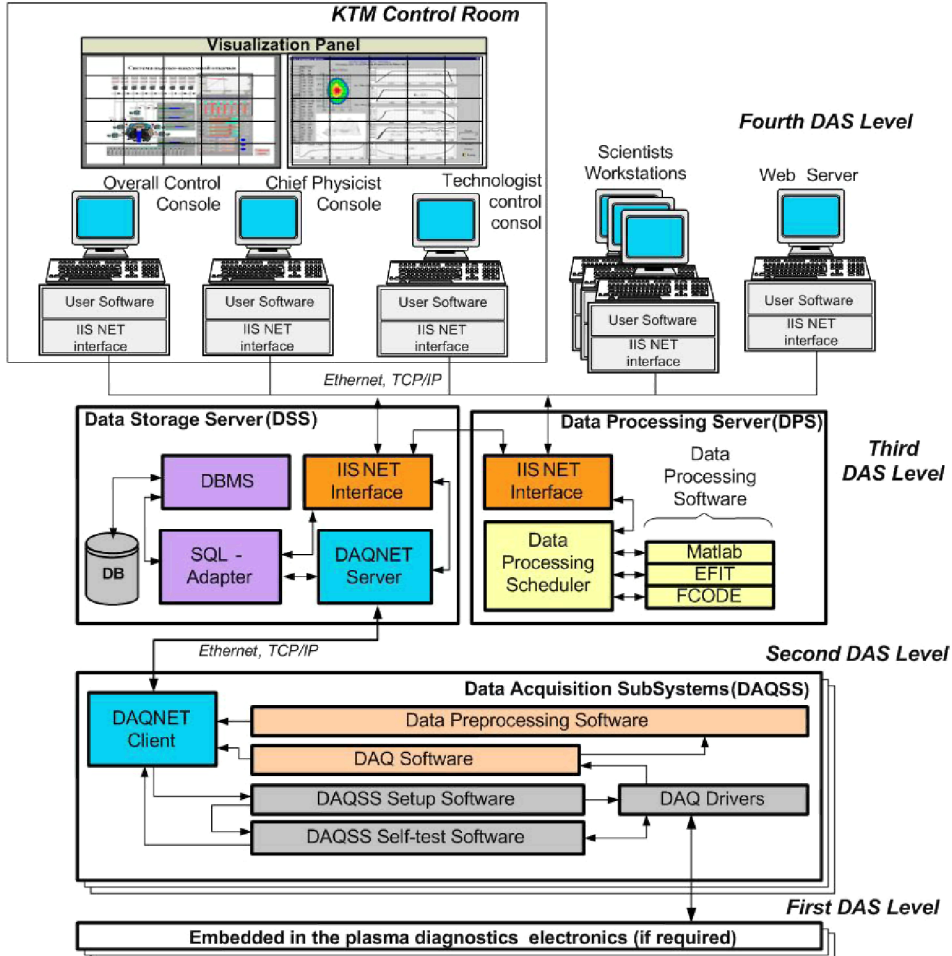 KTM Control Room
Visualization Panel
Fourth DAS Level
Overall Control
Console
Chief Physicist
Console
Technologist
control
consol
Scientists
Workstations
Web Server
User Software
IIS NET
interface
User Software
IIS NET
interface
User Software
IIS NET
interface
User Software
IIS NET
interface
User Software
IIS NET
interface
Ethernet, TCP/IP
Data Storage Server(DSS)
DBMS
IIS NET
Interface
DB
SQL -
Adapter
DAQNET
Server
Data Processing Server(DPS)
IIS NET
Interface
Data
Processing
Software
Data
Processing
Scheduler
Matlab
EFIT
FCODE
Third
DAS Level
Ethernet, TCP/IP
Second DAS Level
Data Acquisition SubSystems(DAQSS)
DAQNET
Client
Data Preprocessing Software
DAQ Software
DAQSS Setup Software
DAQ Drivers
DAQSS Self-test Software
First DAS Level
Embedded in the plasma diagnostics electronics (if required)